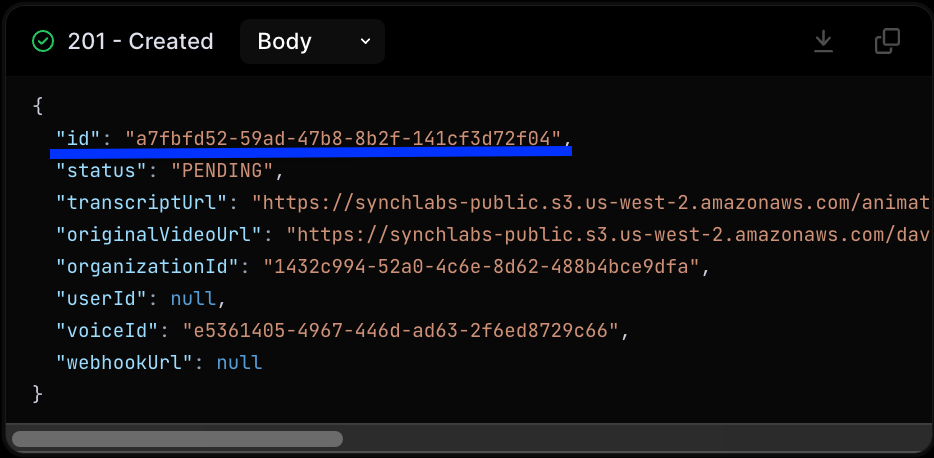 201 - Created Body
{
"id": "a7fbfd52-59ad-47b8-8b2f-141cf3d72f04",
"status": "PENDING",
"transcriptUrl": "https://synchlabs-public.s3.us-west-2.amazonaws.com/animat
"originalVideoUrl": "https://synchlabs-public.s3.us-west-2.amazonaws.com/dav
"organizationId": "1432c994-52a0-4c6e-8d62-488b4bce9dfa",
"userId": null,
"voiceId": "e5361405-4967-446d-ad63-2f6ed8729c66",
"webhookUrl": null
}